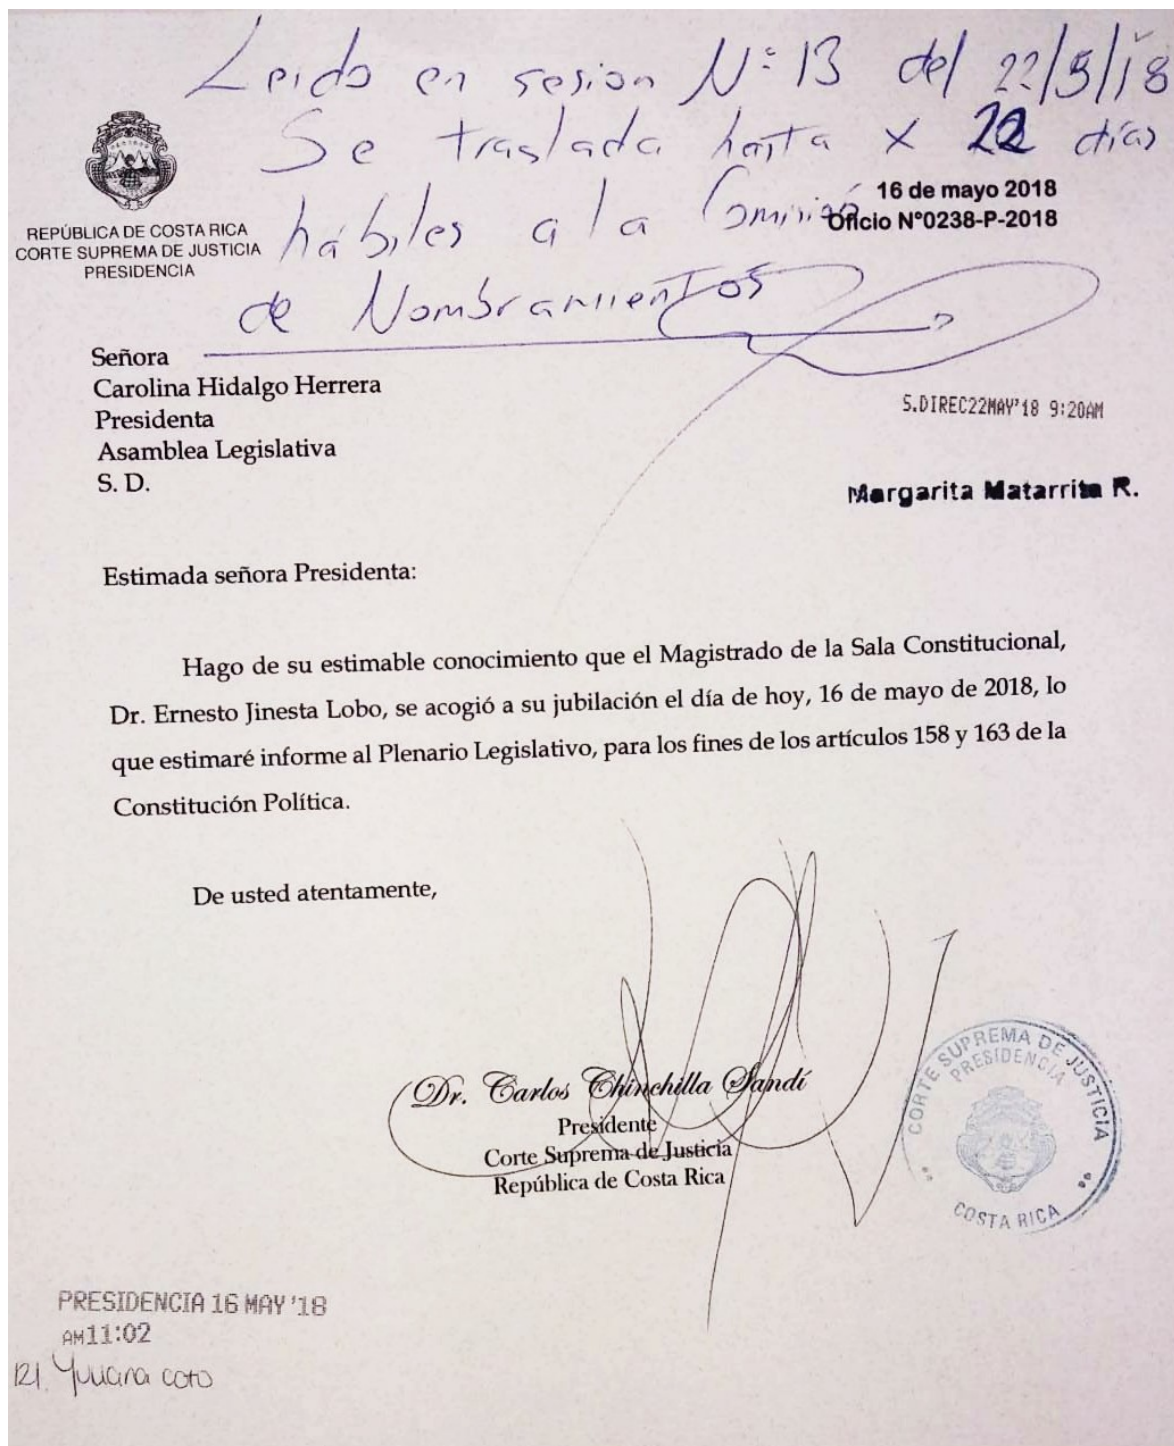 Leido en sesion N° 13 del 22/5/18
Se traslada hasta x 22 días
hábiles a la Comisión
de Nombramientos
REPÚBLICA DE COSTA RICA
CORTE SUPREMA DE JUSTICIA
PRESIDENCIA
16 de mayo 2018
Oficio N°0238-P-2018
Señora
Carolina Hidalgo Herrera
Presidenta
Asamblea Legislativa
S. D.
S.DIREC22MAY'18 9:20AM
Margarita Matarrita R.
Estimada señora Presidenta:
Hago de su estimable conocimiento que el Magistrado de la Sala Constitucional,
Dr. Ernesto Jinesta Lobo, se acogió a su jubilación el día de hoy, 16 de mayo de 2018, lo
que estimaré informe al Plenario Legislativo, para los fines de los artículos 158 y 163 de la
Constitución Política.
De usted atentamente,
Dr. Carlos Chinchilla Sandí
Presidente
Corte Suprema de Justicia
República de Costa Rica
CORTE SUPREMA DE JUSTICIA
PRESIDENCIA
COSTA RICA
PRESIDENCIA 16 MAY '18
AM11:02
Yuliana coto